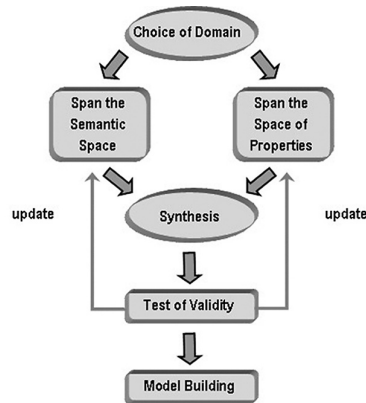 Choice of Domain
Span the
Semantic
Space
Span the
Space of
Properties
update
Synthesis
update
Test of Validity
Model Building